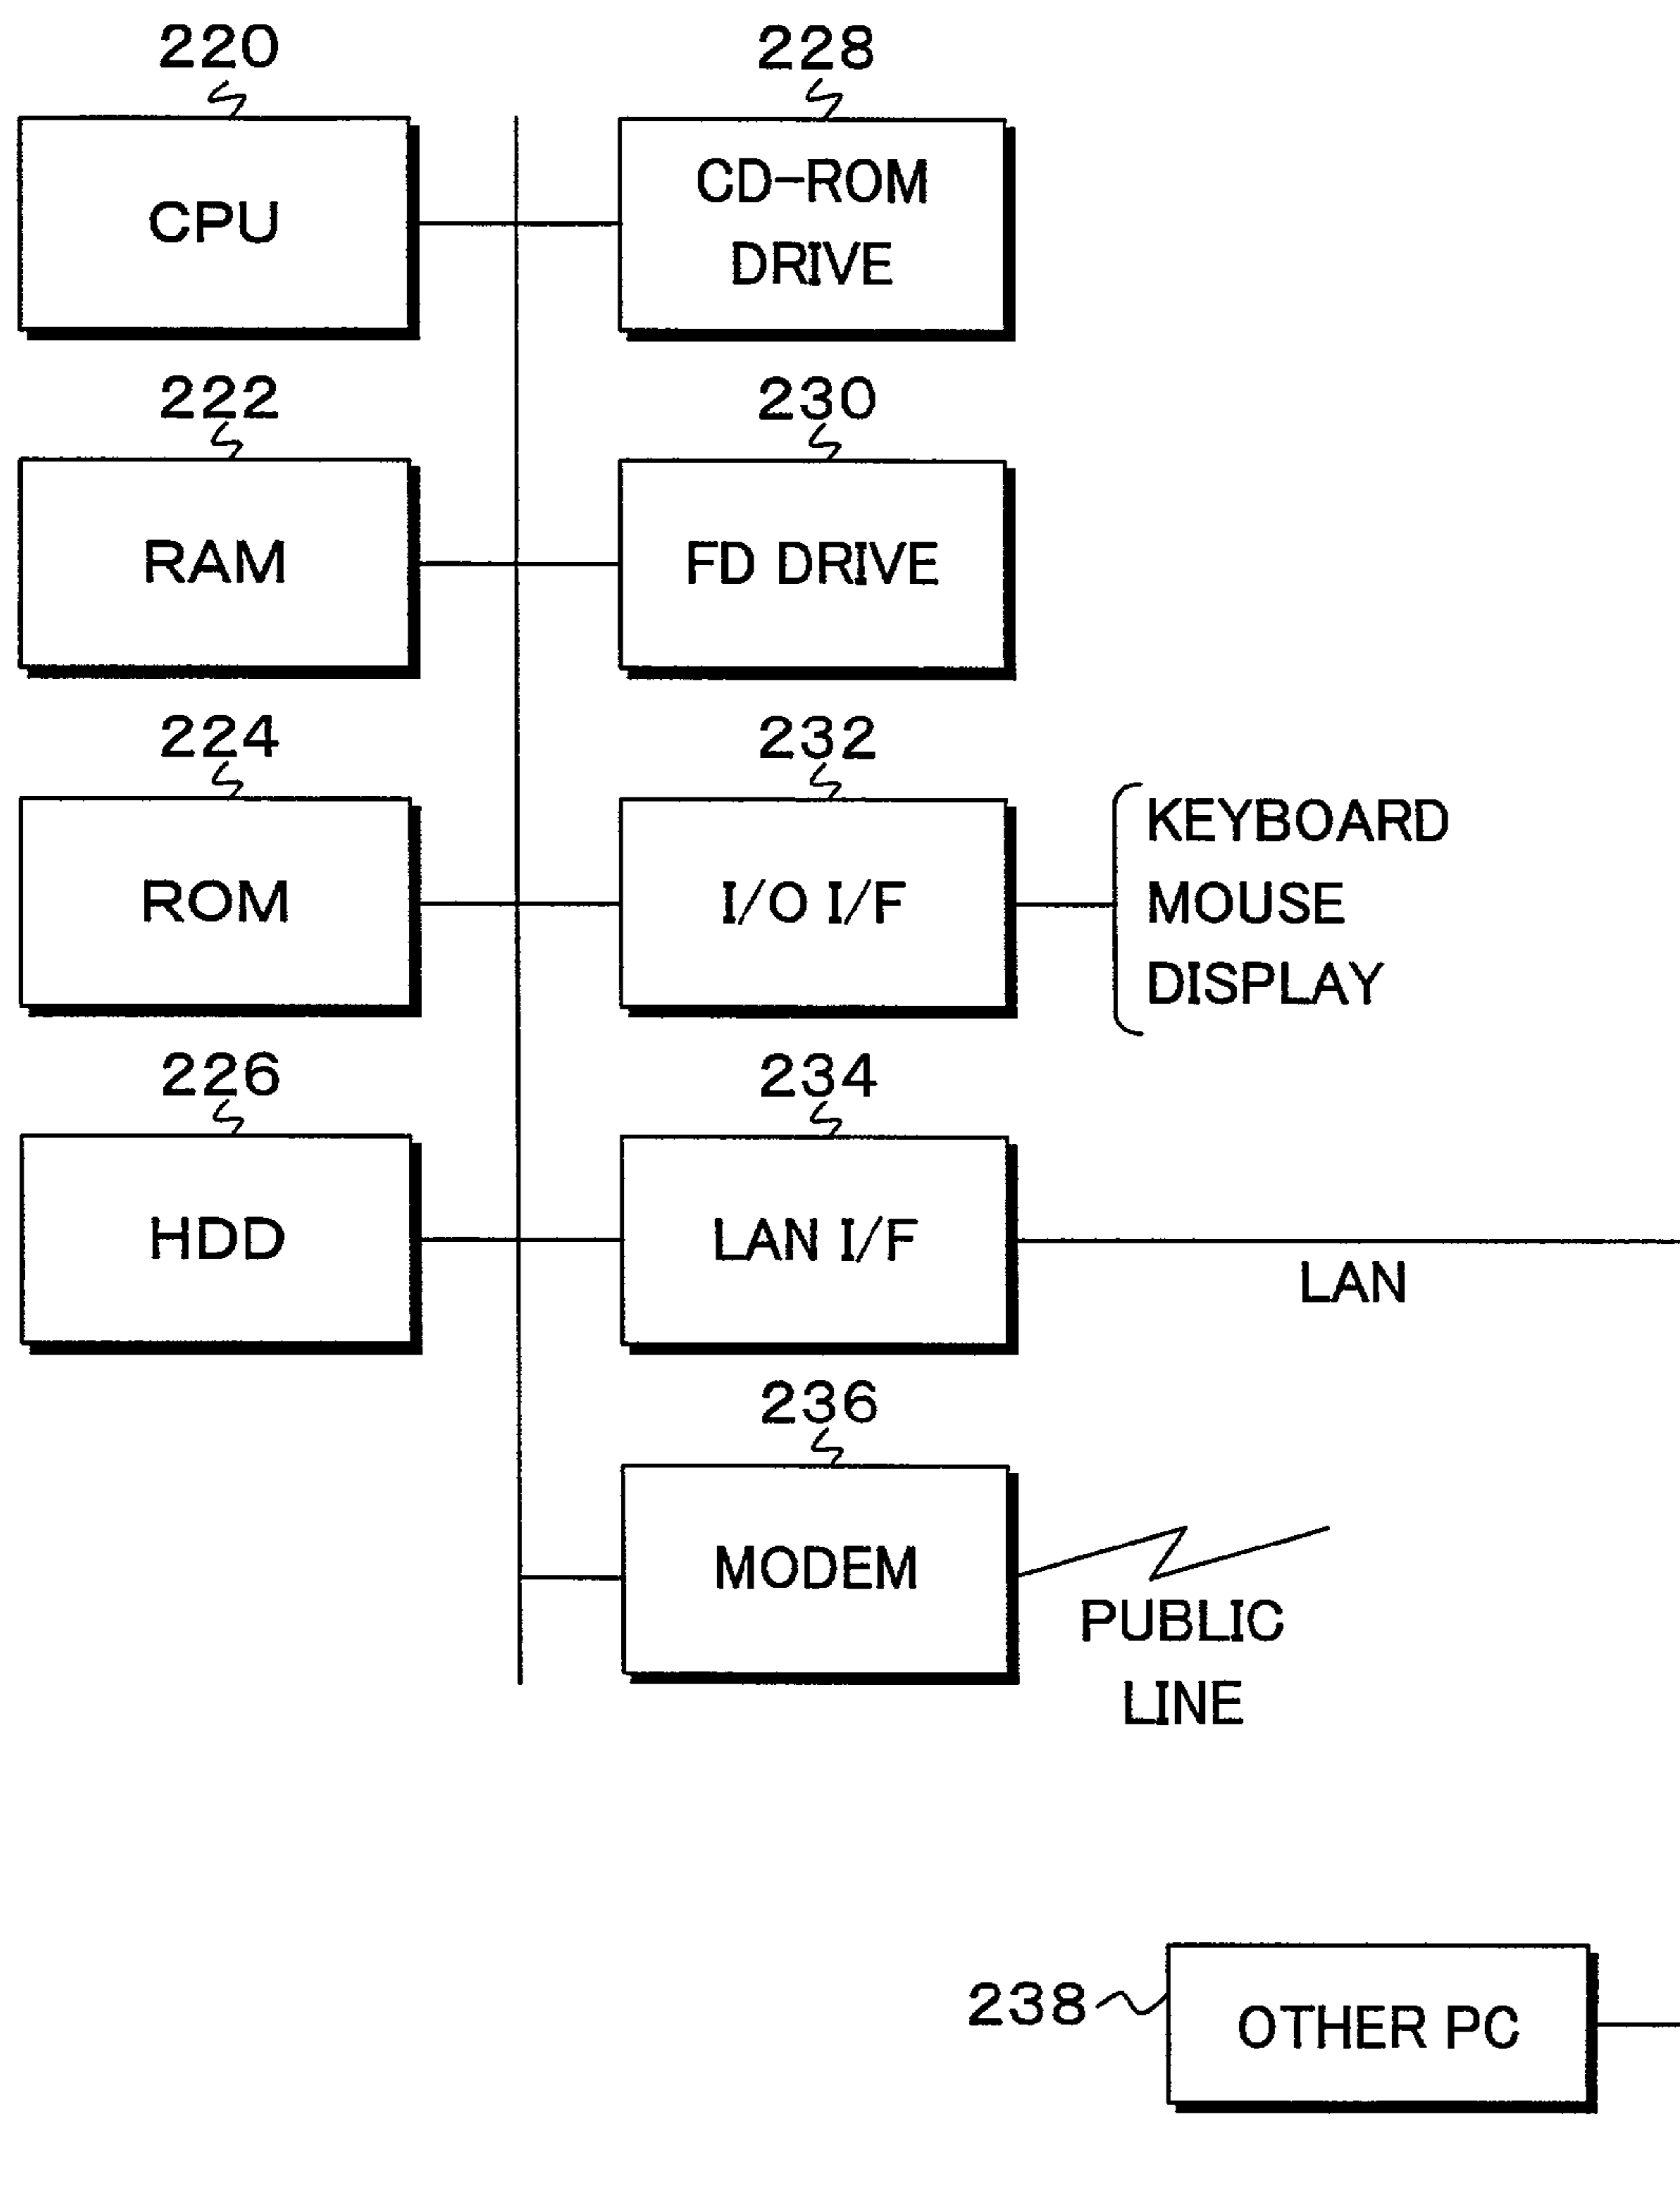 220
228
CPU
CD-ROM
DRIVE
222
230
RAM
FD DRIVE
224
232
ROM
I/O I/F
KEYBOARD
MOUSE
DISPLAY
226
234
HDD
LAN I/F
LAN
236
MODEM
PUBLIC
LINE
238
OTHER PC